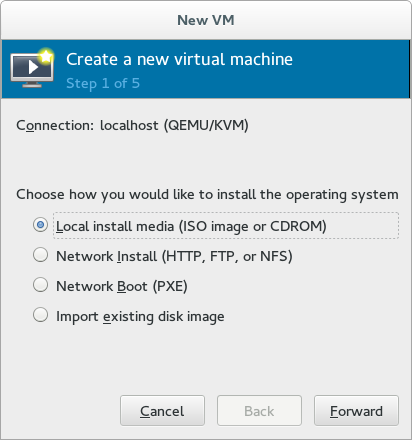 New VM
Create a new virtual machine
Step 1 of 5
Connection: localhost (QEMU/KVM)
Choose how you would like to install the operating system
Local install media (ISO image or CDROM)
Network Install (HTTP, FTP, or NFS)
Network Boot (PXE)
Import existing disk image
Cancel Back Forward